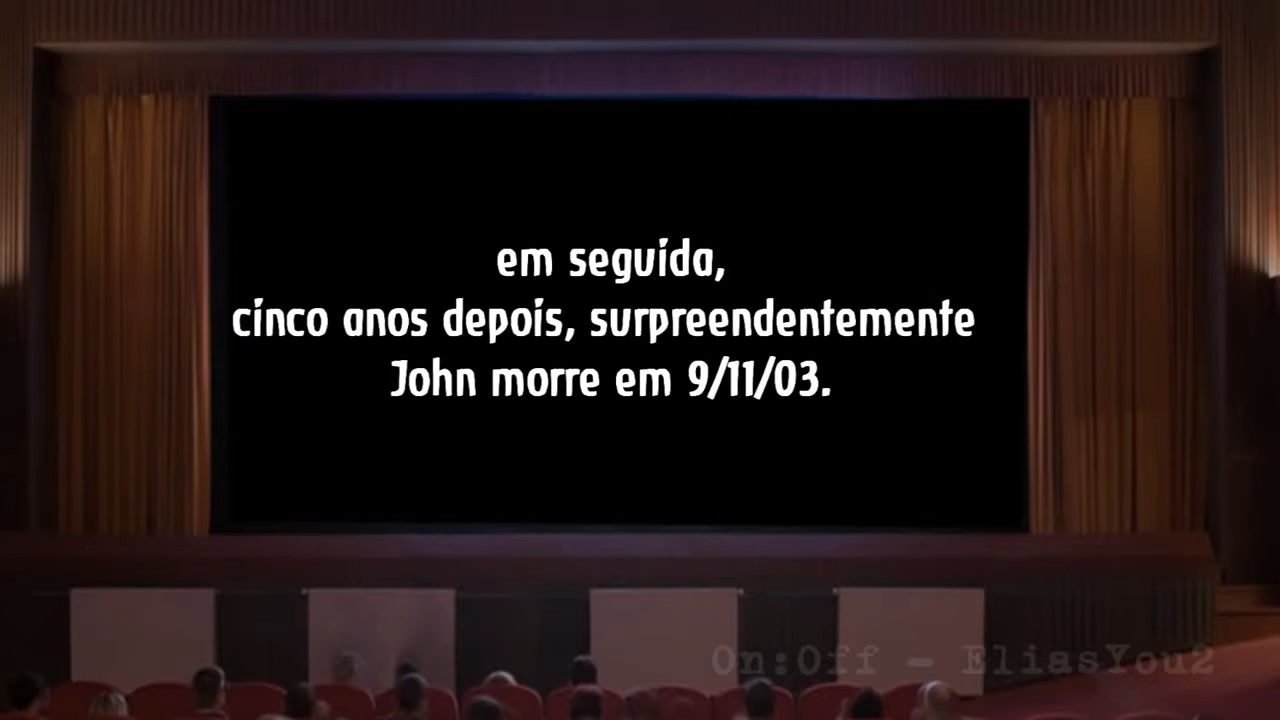 em seguida,
cinco anos depois, surpreendentemente
John morre em 9/11/03.
On:Off - EliasYou2